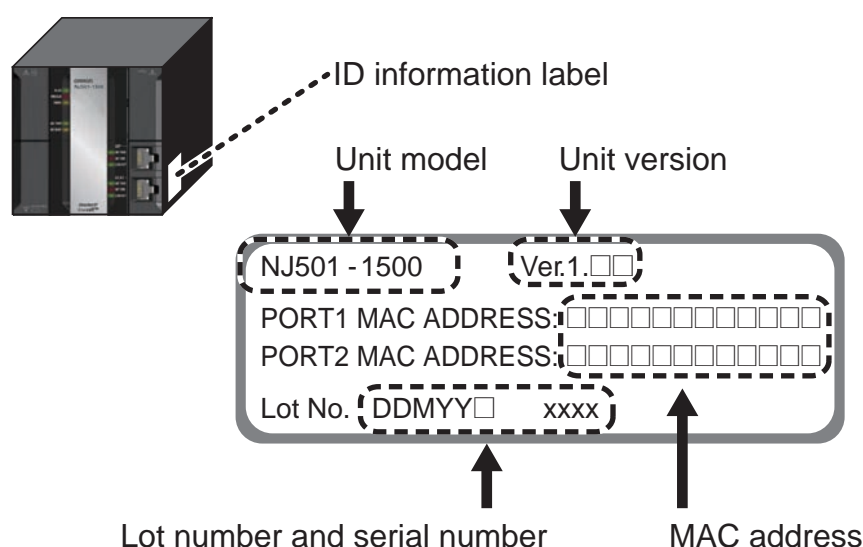 ID information label
Unit model
Unit version
NJ501 -1500 Ver.1.□□
PORT1 MAC ADDRESS:□□□□□□□□□□□□
PORT2 MAC ADDRESS:□□□□□□□□□□□□
Lot No. DDMYY□ xxxx
Lot number and serial number
MAC address